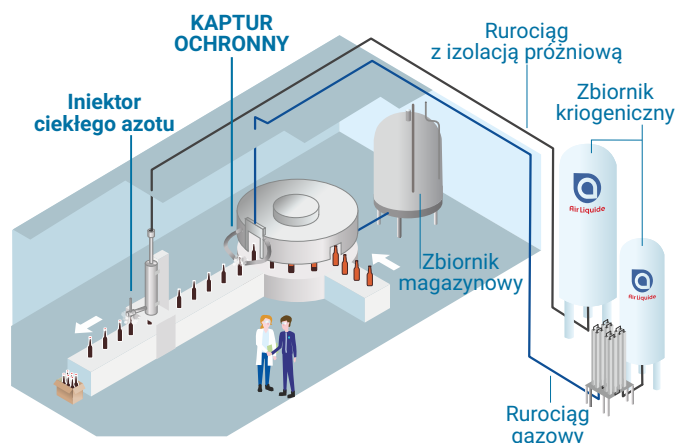 KAPTUR
OCHRONNY
Rurociąg
z izolacją próżniową
Iniektor
ciekłego azotu
Zbiornik
kriogeniczny
Air Liquide
Zbiornik
magazynowy
Air Liquide
Rurociąg
gazowy